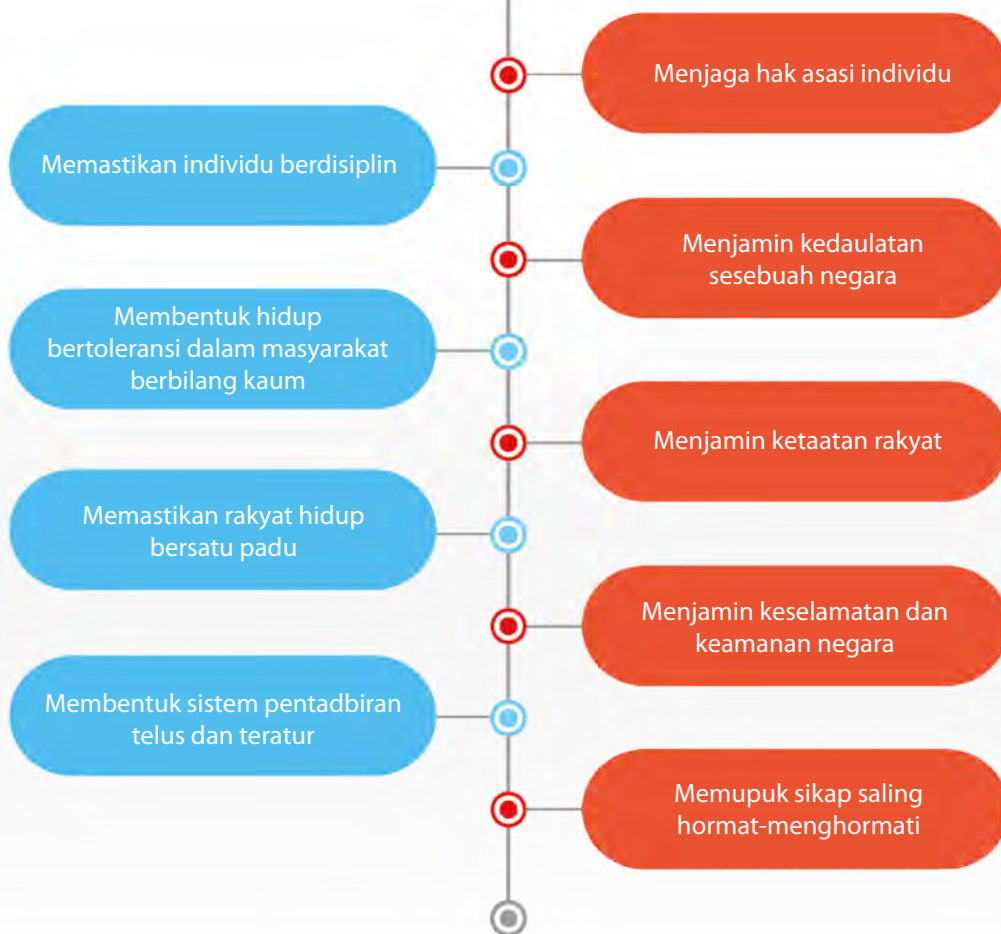 Menjaga hak asasi individu
Memastikan individu berdisiplin
Menjamin kedaulatan
sesebuah negara
Membentuk hidup
bertoleransi dalam masyarakat
berbilang kaum
Menjamin ketaatan rakyat
Memastikan rakyat hidup
bersatu padu
Menjamin keselamatan dan
keamanan negara
Membentuk sistem pentadbiran
telus dan teratur
Memupuk sikap saling
hormat-menghormati